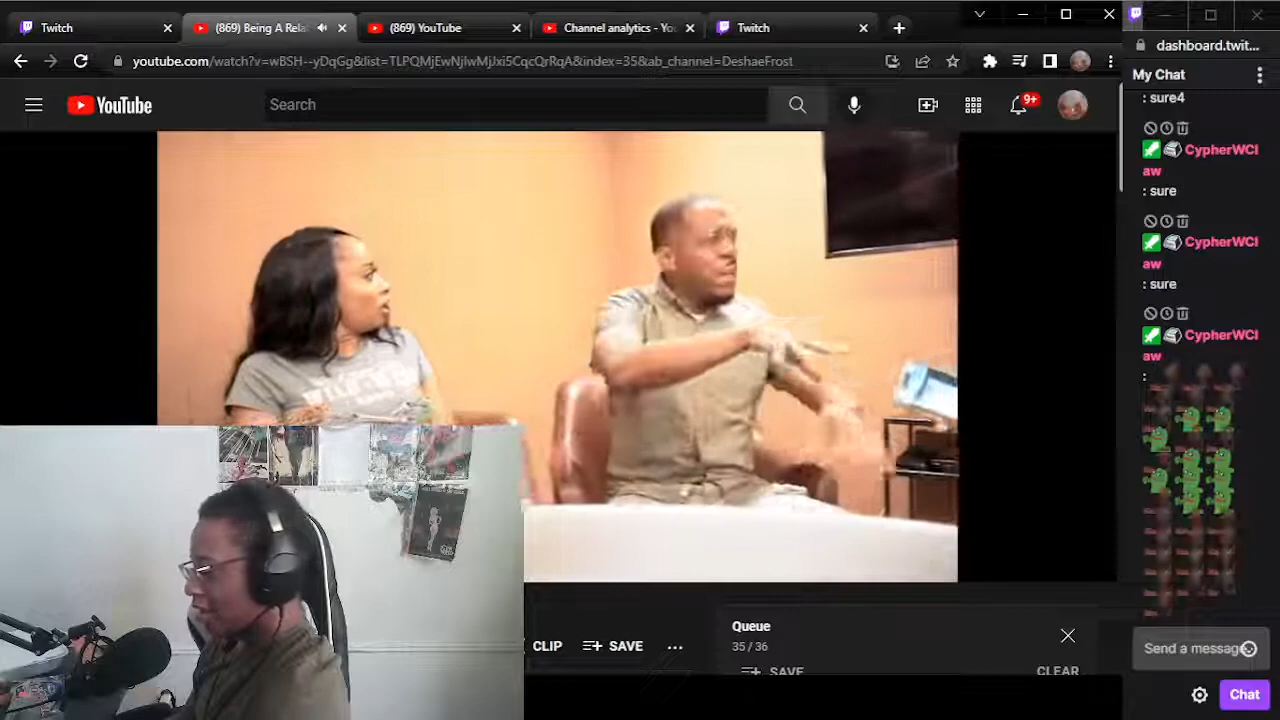 Twitch
(869) Being A Rela
(869) YouTube
Channel analytics - Yo
Twitch
youtube.com/watch?v=wBSH--yDqGg&list=TLPQMjEwNjIwMjJxi5CqcQrRqA&index=35&ab_channel=DeshaeFrost
dashboard.twit...
YouTube
Search
9+
My Chat
: sure4
CypherWCl
aw
: sure
CypherWCl
aw
: sure
CypherWCl
aw
:
CLIP
SAVE
...
Queue
35 / 36
SAVE
CLEAR
Send a message
Chat